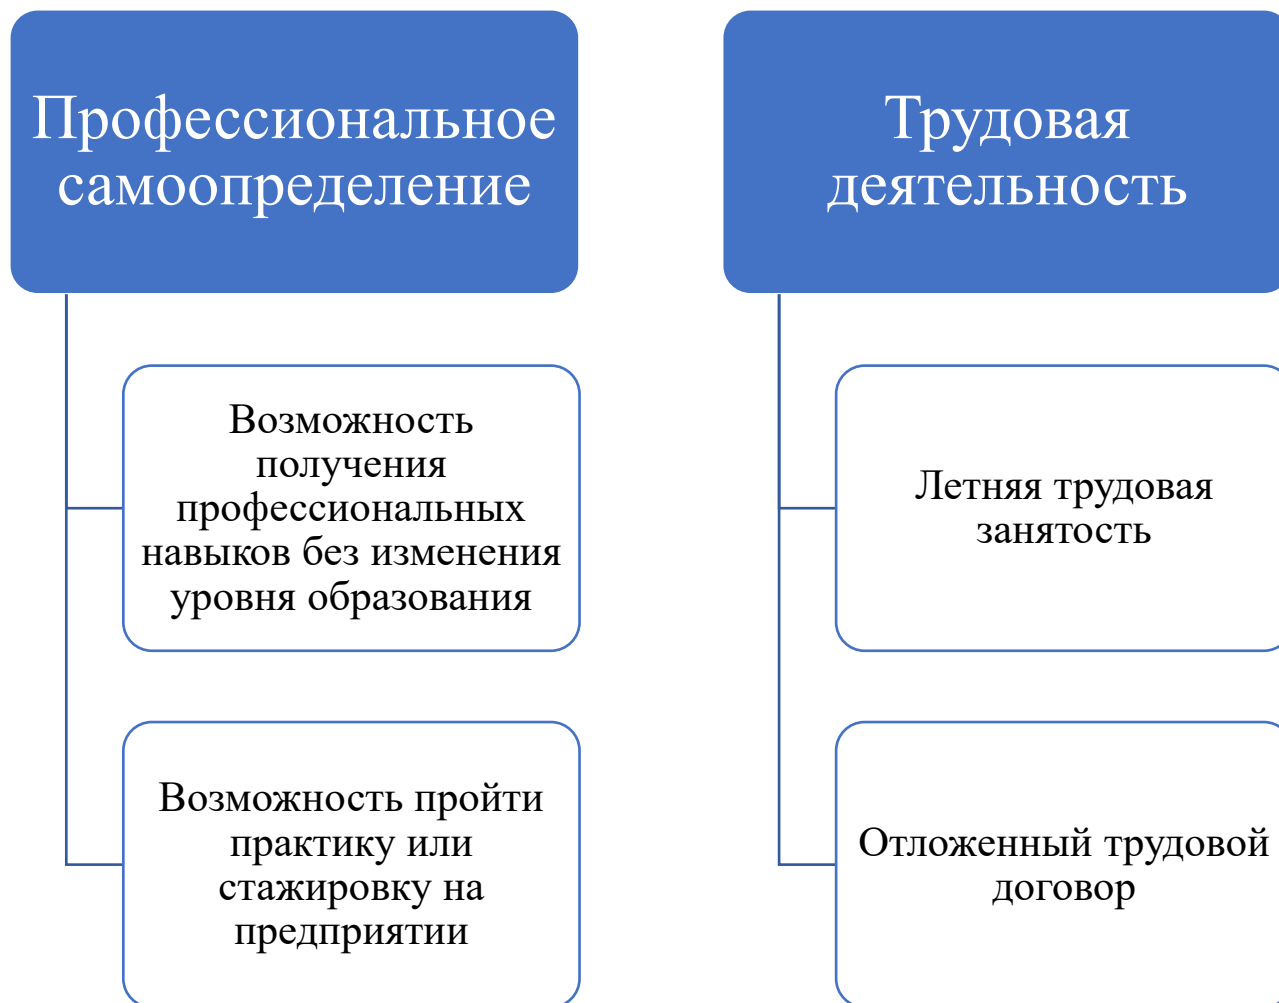 Профессиональное
самоопределение
Возможность
получения
профессиональных
навыков без изменения
уровня образования
Возможность пройти
практику или
стажировку на
предприятии
Трудовая
деятельность
Летняя трудовая
занятость
Отложенный трудовой
договор